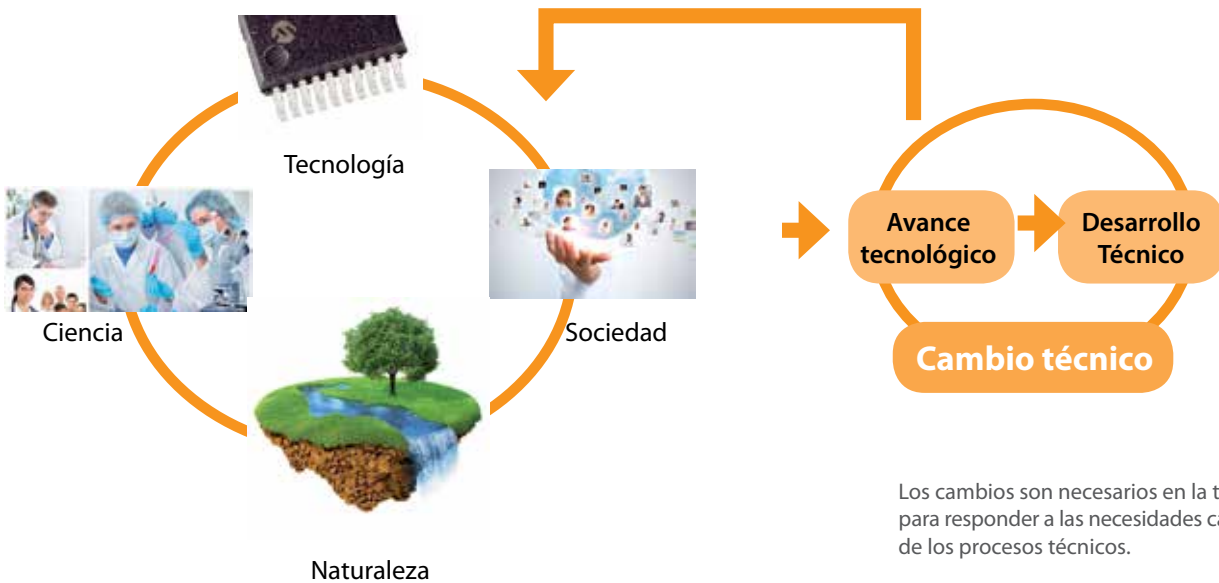 Tecnología
Ciencia
Sociedad
Naturaleza
Avance
tecnológico
Desarrollo
Técnico
Cambio técnico
Los cambios son necesarios en la
para responder a las necesidades
de los procesos técnicos.